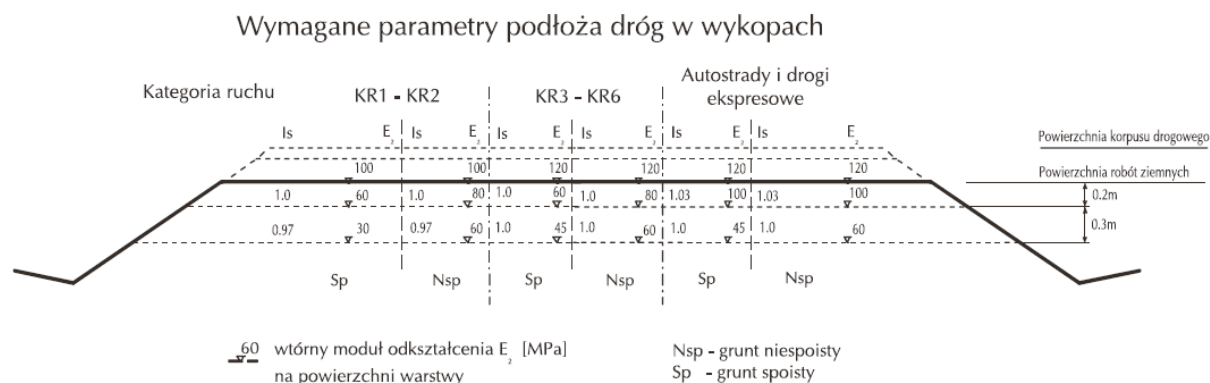 Wymagane parametry podłoża dróg w wykopach
Kategoria ruchu KR1 - KR2 KR3 - KR6 Autostrady i drogi
ekspresowe
Is E₂ Is E₂ Is E₂ Is E₂ Is E₂ Is E₂
Powierzchnia korpusu drogowego
100 100 120 120 120 120
Powierzchnia robót ziemnych
1.0 60 1.0 80 1.0 60 1.0 80 1.03 100 1.03 100 0.2m
0.97 30 0.97 60 1.0 45 1.0 60 1.0 45 1.0 60 0.3m
Sp Nsp Sp Nsp Sp Nsp
60 wtórny moduł odkształcenia E₂ [MPa]
na powierzchni warstwy
Nsp - grunt niespoisty
Sp - grunt spoisty